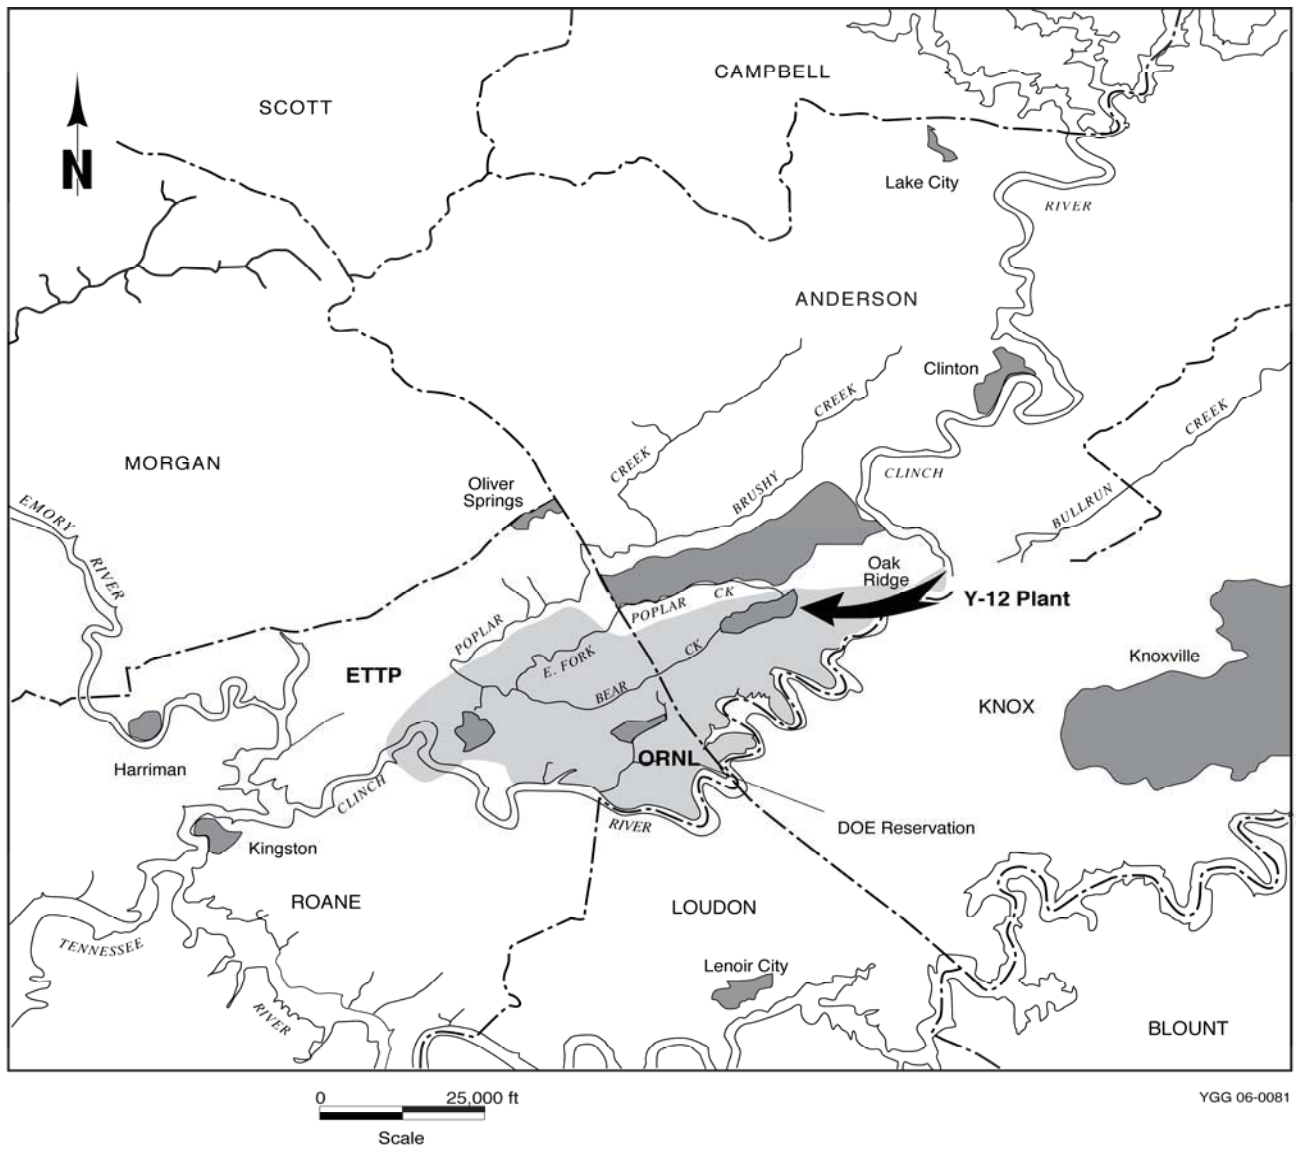 CAMPBELL
SCOTT
N
Lake City
RIVER
ANDERSON
Clinton
CREEK
CREEK
MORGAN
CREEK
CLINCH
Oliver
Springs
BRUSHY
EMORY
BULLRUN
RIVER
Oak
Ridge
CK
Y-12 Plant
POPLAR
POPLAR
CK
E. FORK
Knoxville
ETTP
BEAR
KNOX
ORNL
Harriman
CLINCH
RIVER
DOE Reservation
Kingston
ROANE
LOUDON
TENNESSEE
Lenoir City
RIVER
BLOUNT
0 25,000 ft
YGG 06-0081
Scale